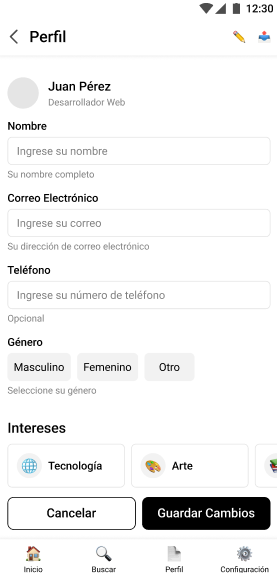 12:30
Perfil
Juan Pérez
Desarrollador Web
Nombre
Ingrese su nombre
Su nombre completo
Correo Electrónico
Ingrese su correo
Su dirección de correo electrónico
Teléfono
Ingrese su número de teléfono
Opcional
Género
Masculino Femenino Otro
Seleccione su género
Intereses
Tecnología Arte
Cancelar Guardar Cambios
Inicio Buscar Perfil Configuración